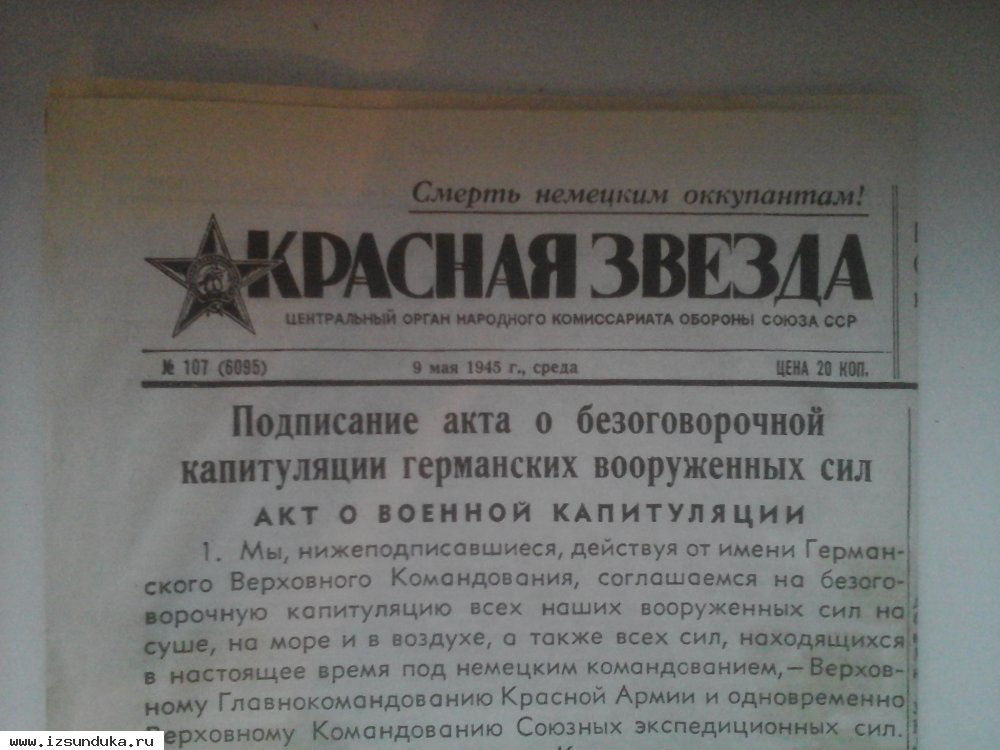 Смерть немецким оккупантам!
КРАСНАЯ ЗВЕЗДА
ЦЕНТРАЛЬНЫЙ ОРГАН НАРОДНОГО КОМИССАРИАТА ОБОРОНЫ СОЮЗА ССР
№ 107 (6095) 9 мая 1945 г., среда ЦЕНА 20 КОП.
Подписание акта о безоговорочной
капитуляции германских вооруженных сил
АКТ О ВОЕННОЙ КАПИТУЛЯЦИИ
1. Мы, нижеподписавшиеся, действуя от имени Герман-
ского Верховного Командования, соглашаемся на безого-
ворочную капитуляцию всех наших вооруженных сил на
суше, на море и в воздухе, а также всех сил, находящихся
в настоящее время под немецким командованием,—Верхов-
ному Главнокомандованию Красной Армии и одновременно
Верховному Командованию Союзных экспедиционных сил.
www.izsunduka.ru